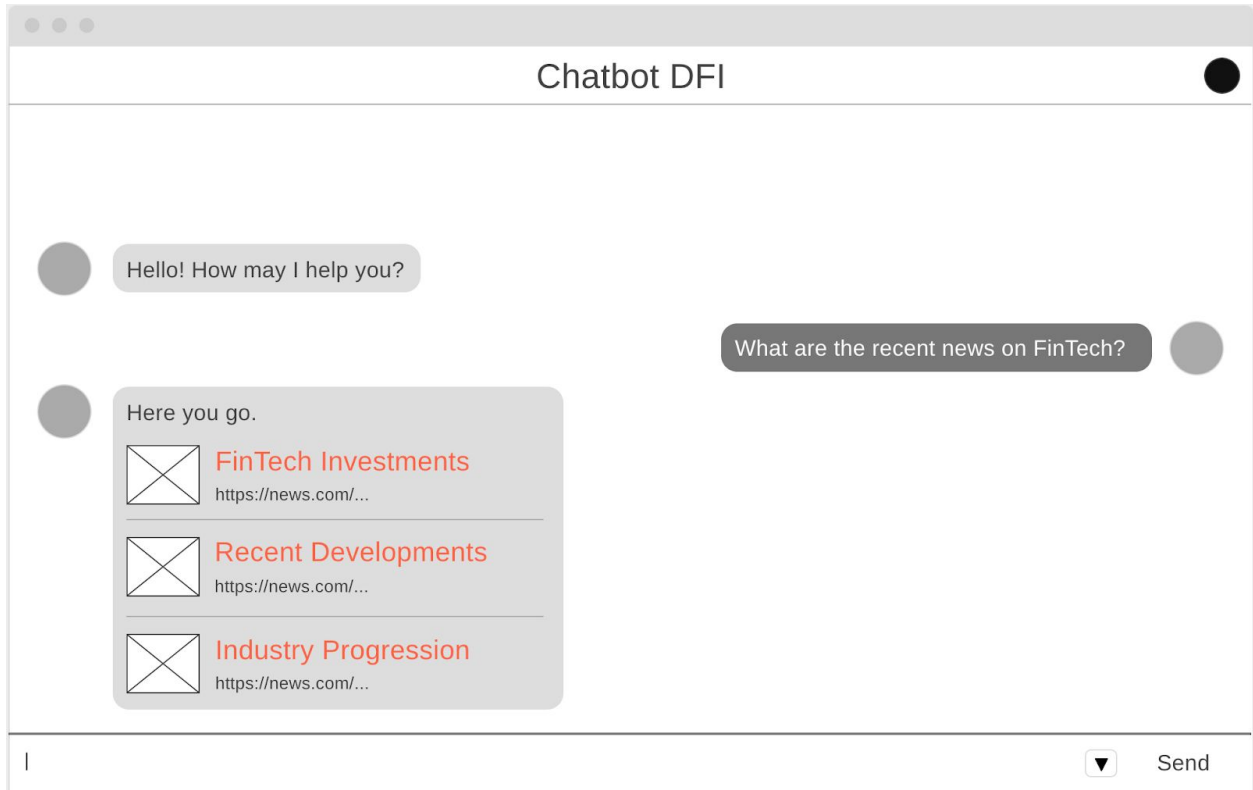 Chatbot DFI
Hello! How may I help you?
What are the recent news on FinTech?
Here you go.
FinTech Investments
https://news.com/...
Recent Developments
https://news.com/...
Industry Progression
https://news.com/...
Send